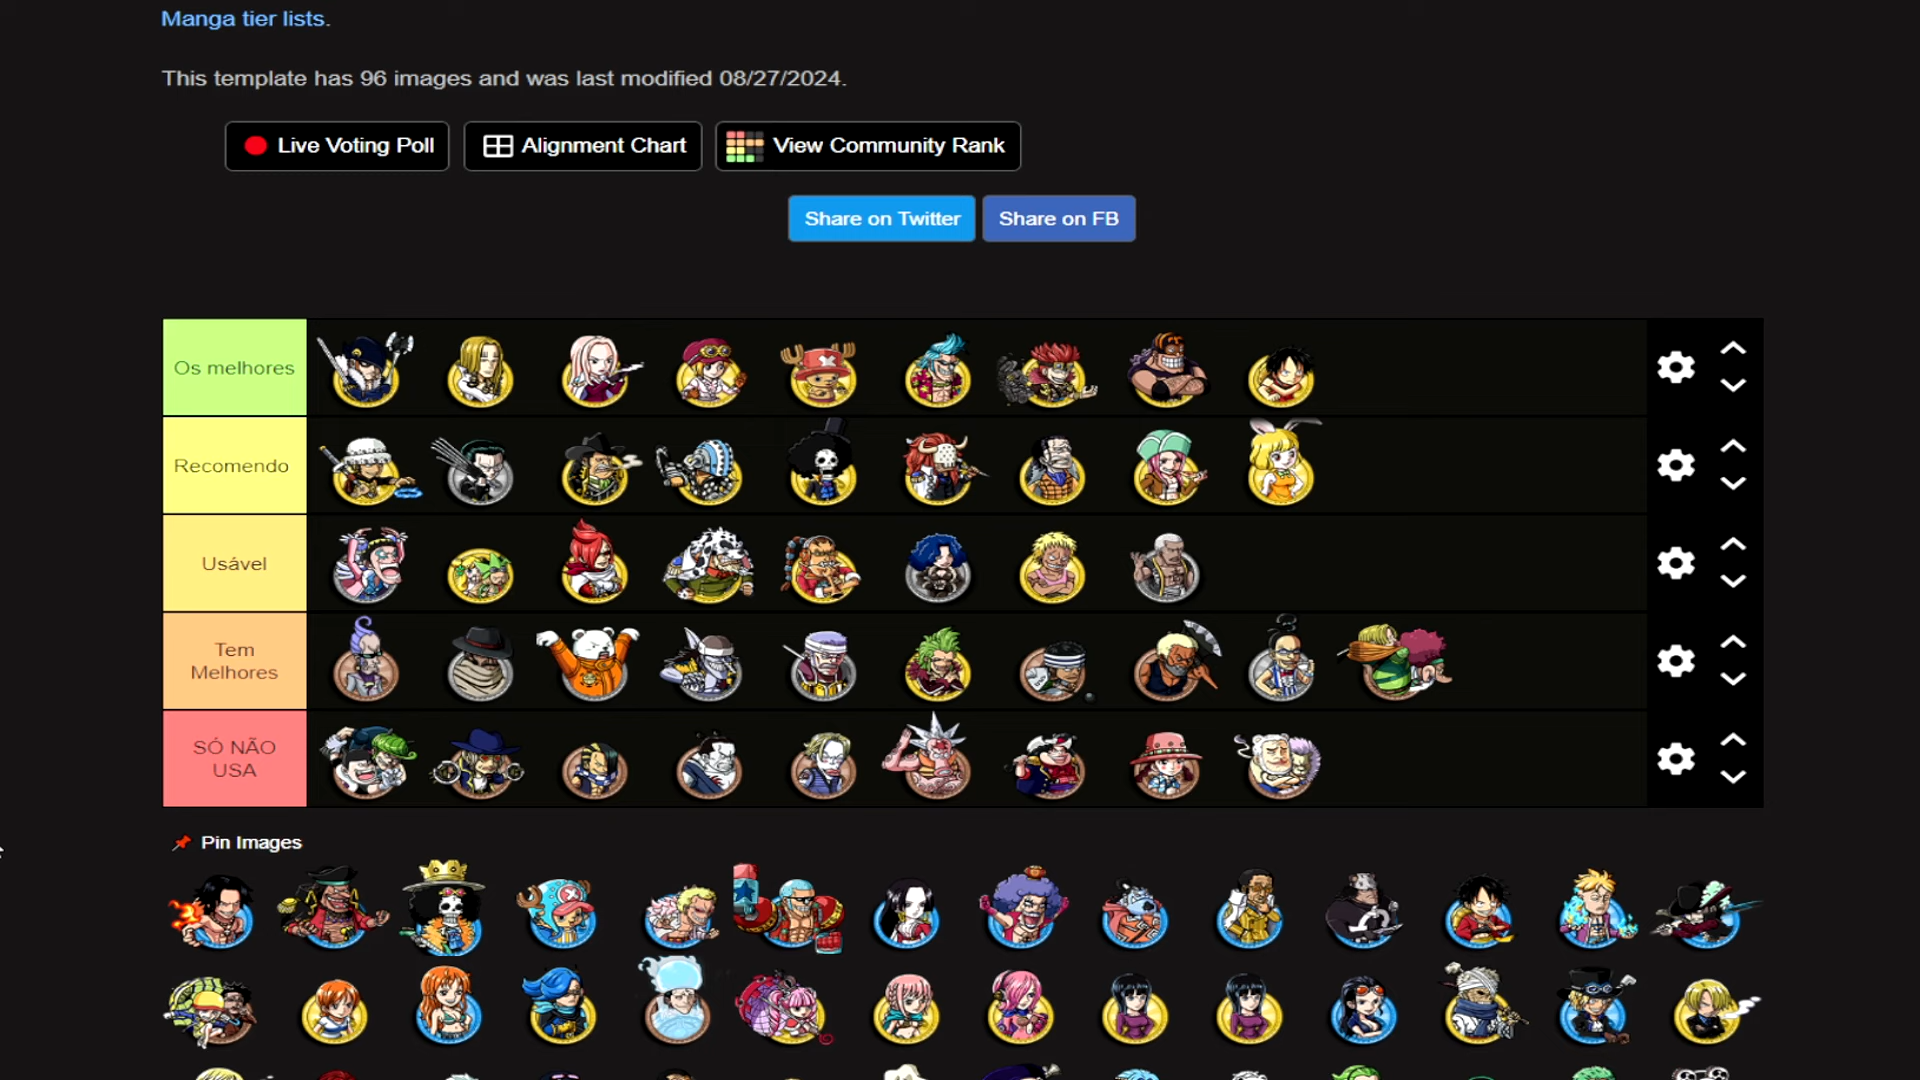 Manga tier lists.
This template has 96 images and was last modified 08/27/2024.
Live Voting Poll
Alignment Chart
View Community Rank
Share on Twitter
Share on FB
Os melhores
Recomendo
Usável
Tem
Melhores
SÓ NÃO
USA
Pin Images